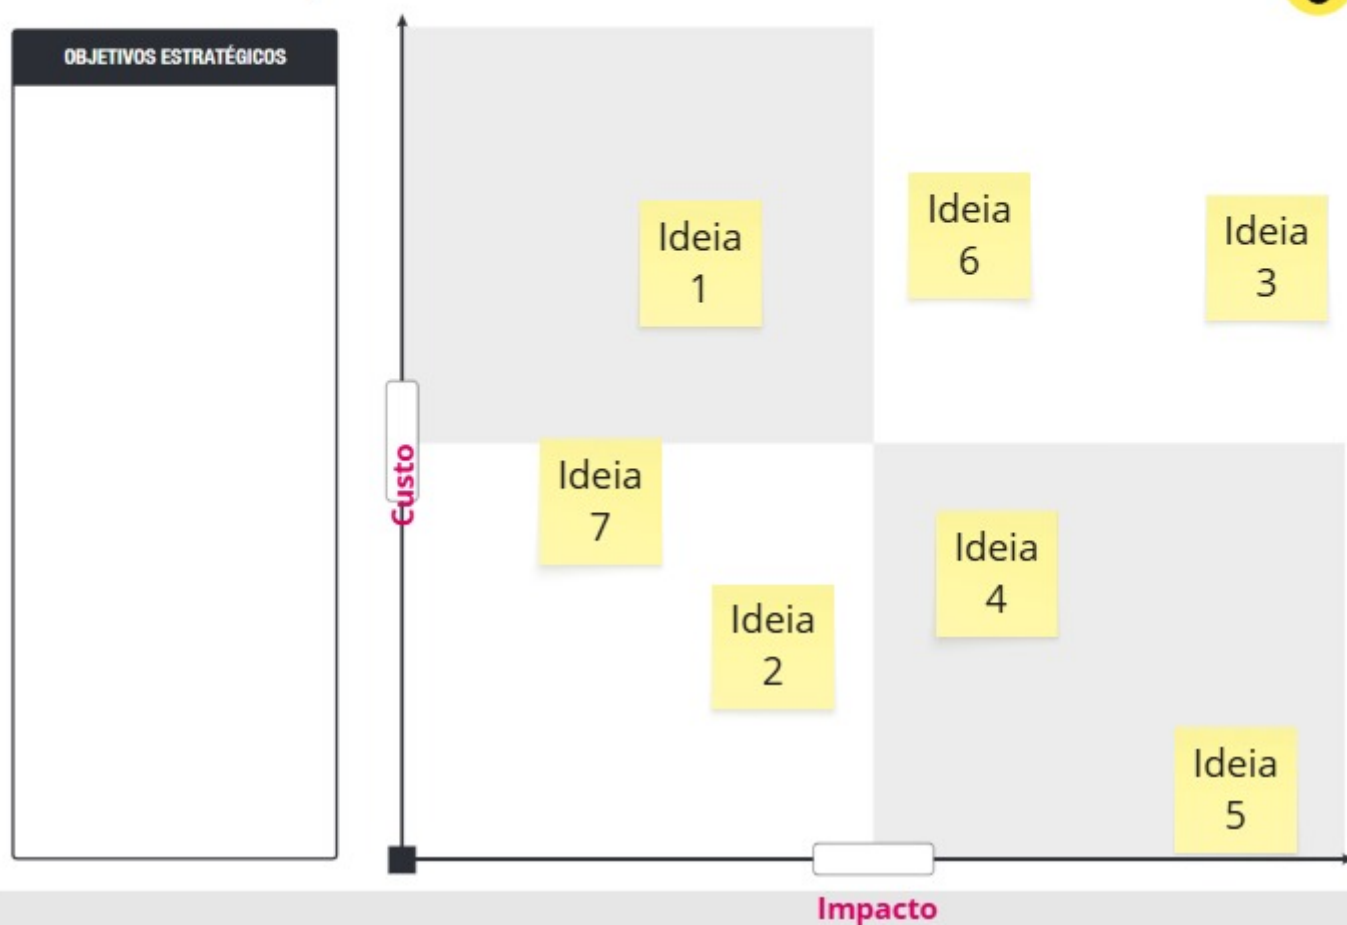 OBJETIVOS ESTRATÉGICOS
Ideia
6
Ideia
1
Ideia
3
Custo
Ideia
7
Ideia
4
Ideia
2
Ideia
5
Impacto